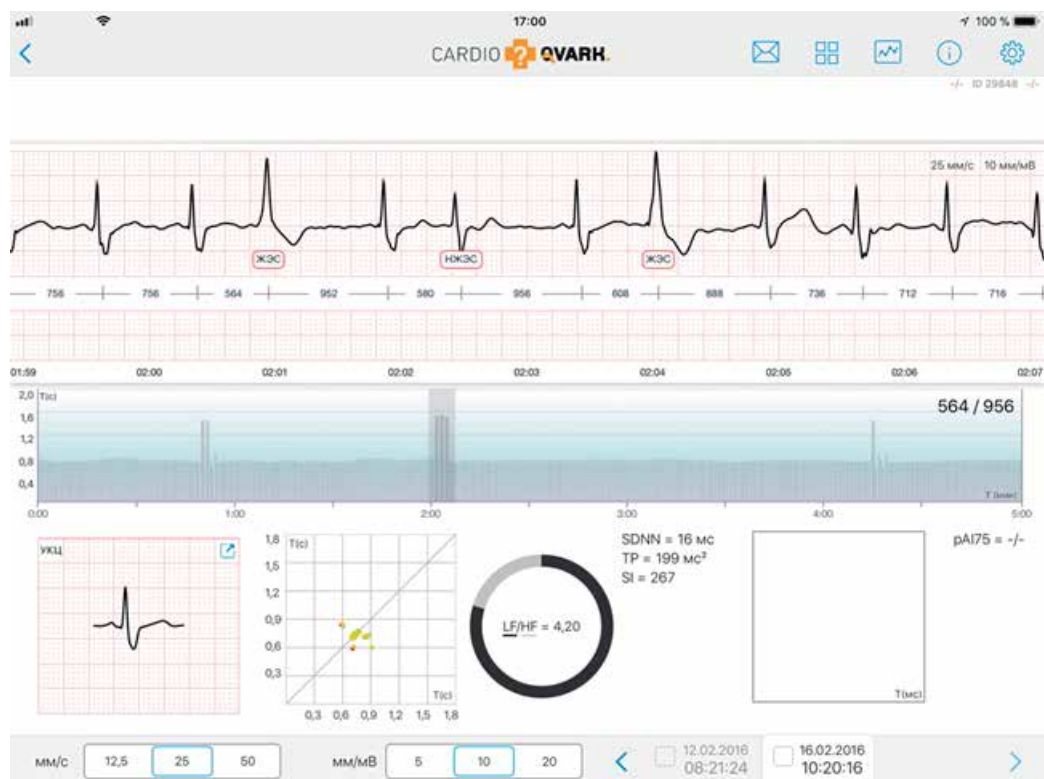 17:00
100 %
CARDIO ? QVARK.
-/- ID 29848 -/-
25 мм/с 10 мм/мВ
ЖЭС НЖЭС ЖЭС
756 756 564 952 580 956 608 888 736 712 716
01:59 02:00 02:01 02:02 02:03 02:04 02:05 02:06 02:07
2,0 T(c)
564 / 956
1,6
1,2
0,8
0,4
T (мин)
0:00 1:00 2:00 3:00 4:00 5:00
УКЦ
1,8 T(c)
1,5
1,2
0,9
0,6
0,3
T(c)
0,3 0,6 0,9 1,2 1,5 1,8
LF/HF = 4,20
SDNN = 16 мс
TP = 199 мс²
SI = 267
T(мс)
pAI75 = -/-
мм/с 12,5 25 50
мм/мВ 5 10 20
12.02.2016
08:21:24
16.02.2016
10:20:16